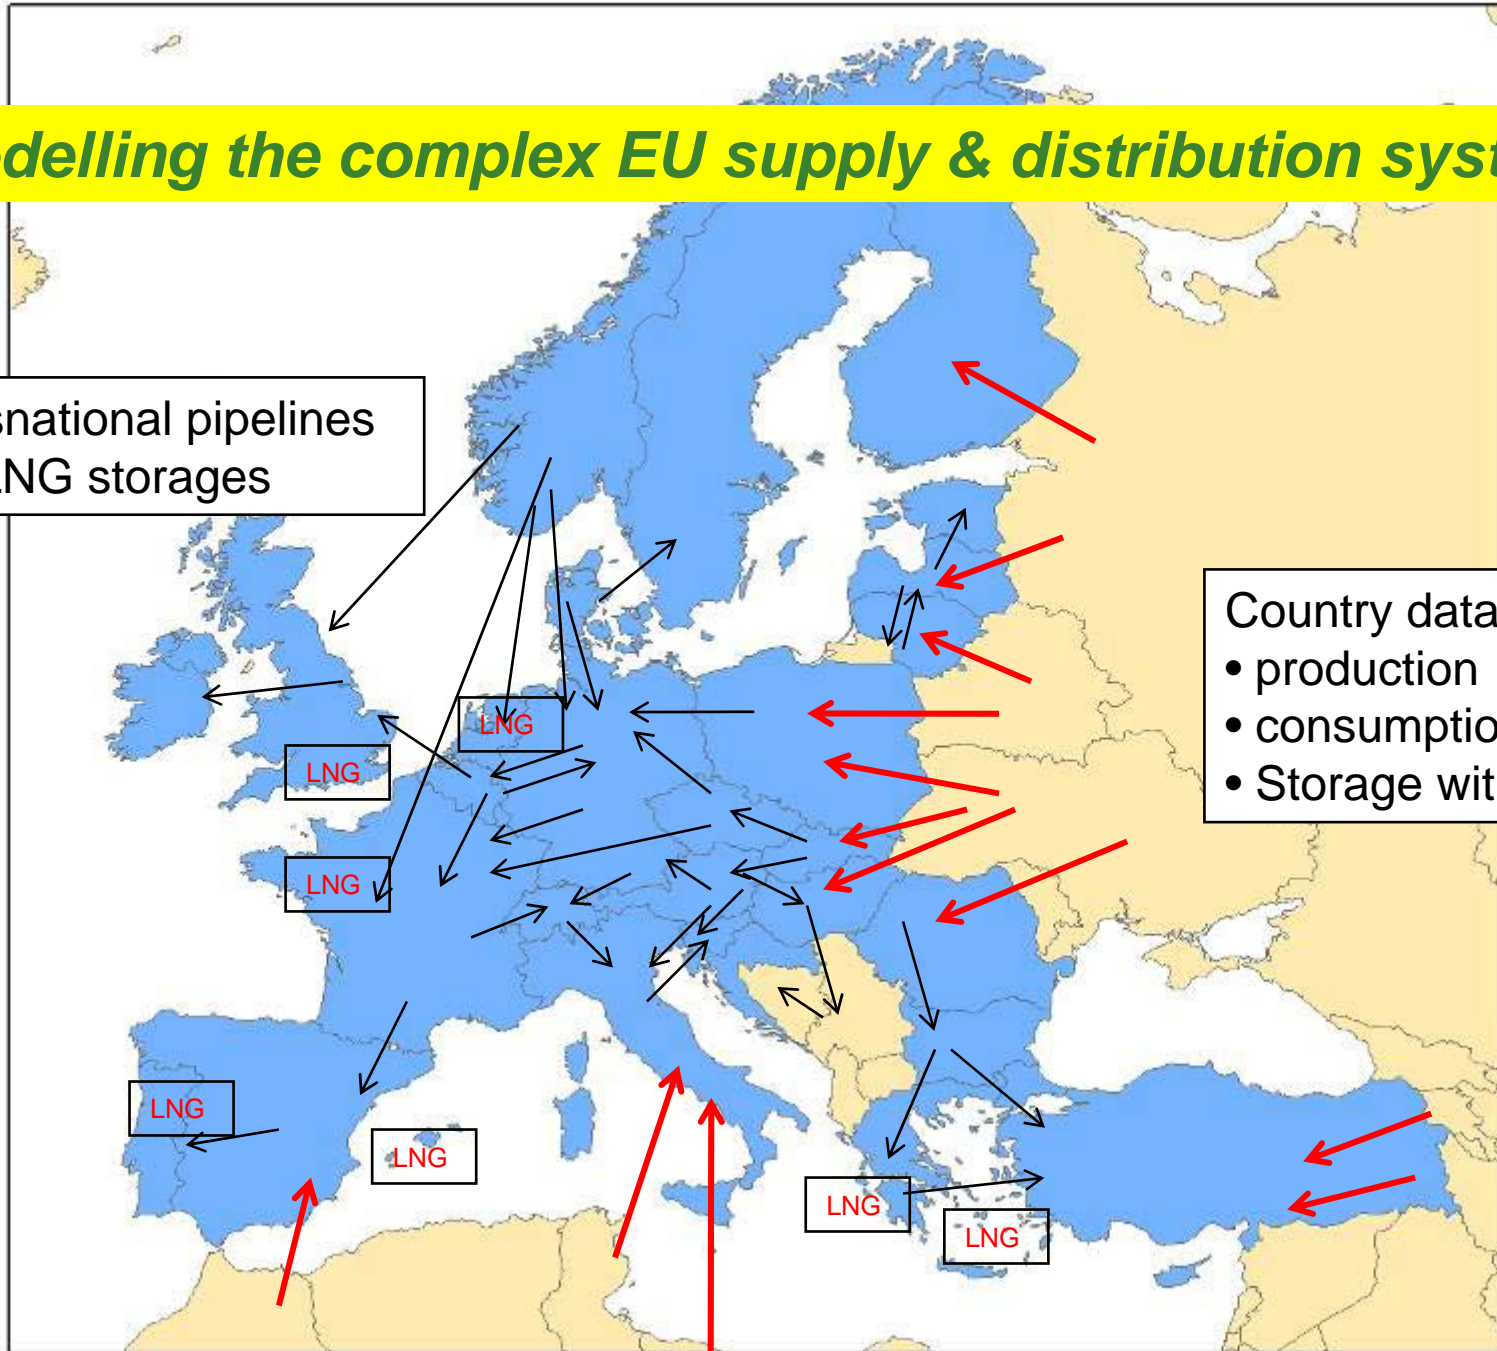 delling the complex EU supply & distribution syst
snational pipelines
NG storages
Country data
• production
• consumptio
• Storage wit
LNG
LNG
LNG
LNG
LNG
LNG
LNG